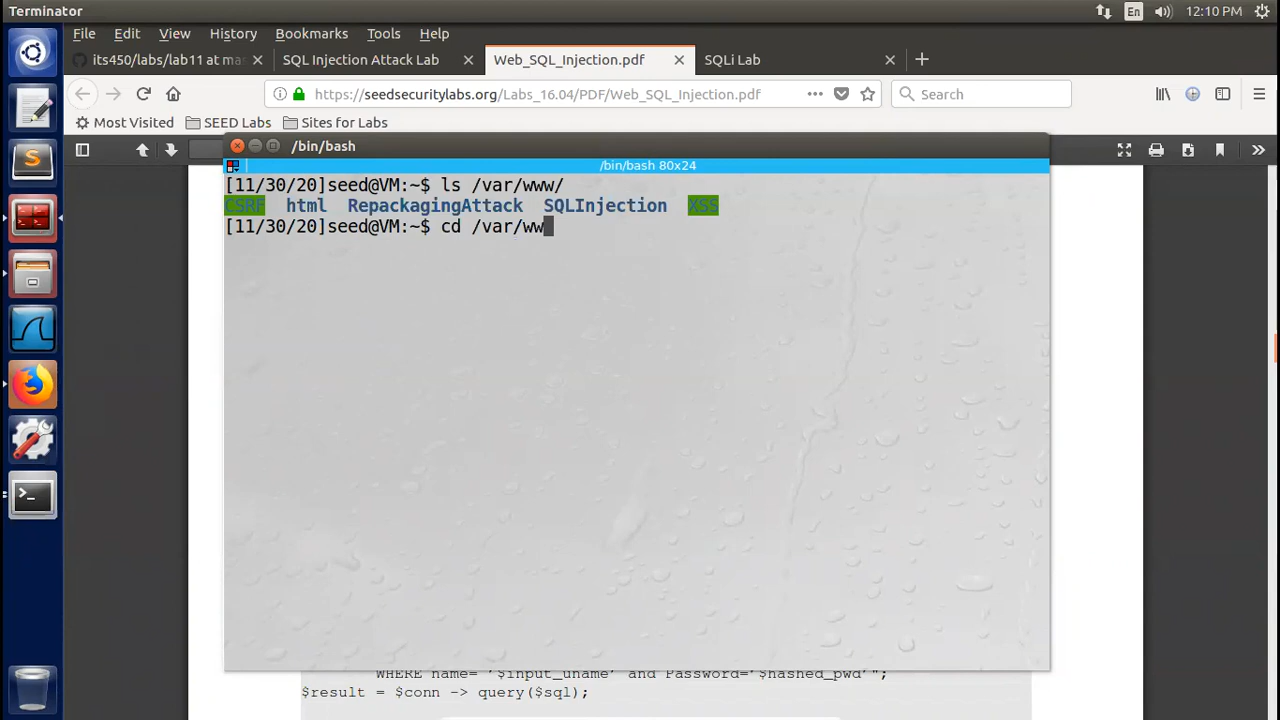 Terminator
En
12:10 PM
File Edit View History Bookmarks Tools Help
its450/labs/lab11 at ma
SQL Injection Attack Lab
Web_SQL_Injection.pdf
SQLi Lab
https://seedsecuritylabs.org/Labs_16.04/PDF/Web_SQL_Injection.pdf
Search
Most Visited
SEED Labs
Sites for Labs
/bin/bash
/bin/bash 80x24
[11/30/20]seed@VM:~$ ls /var/www/
CSRF html RepackagingAttack SQLInjection XSS
[11/30/20]seed@VM:~$ cd /var/ww
WHERE name= '$input_uname' and Password='$hashed_pwd'";
$result = $conn -> query($sql);